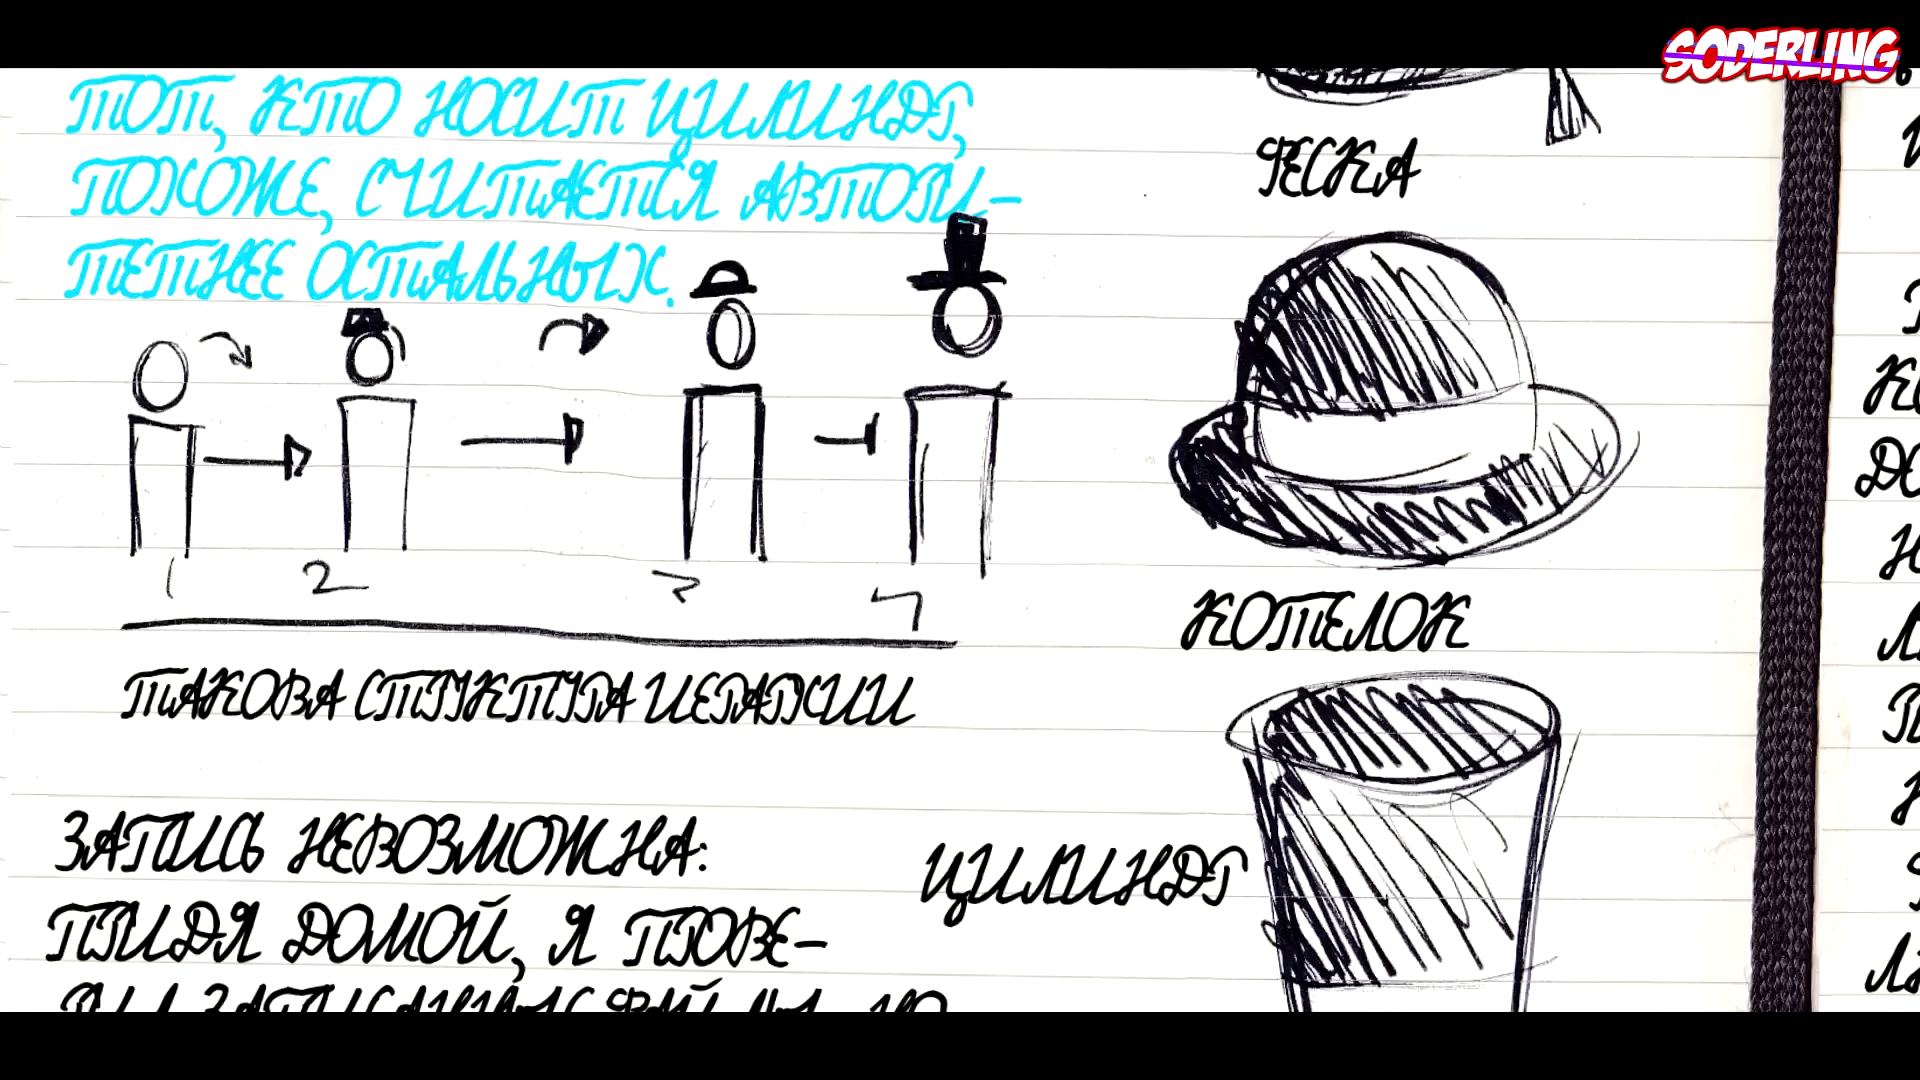 SODERLING
ТОТ, КТО НОСИТ ЦИЛИНДР,
ПОХОЖЕ, СЧИТАЕТСЯ АВТОРИ-
ТЕТНЕЕ ОСТАЛЬНЫХ.
1 2 3 4
ТАКОВА СТРУКТУРА ИЕРАРХИИ
ЗАПИСЬ НЕВОЗМОЖНА:
ПРИДЯ ДОМОЙ, Я ПРОВЕ-
ФЕСКА
КОТЕЛОК
ЦИЛИНДР